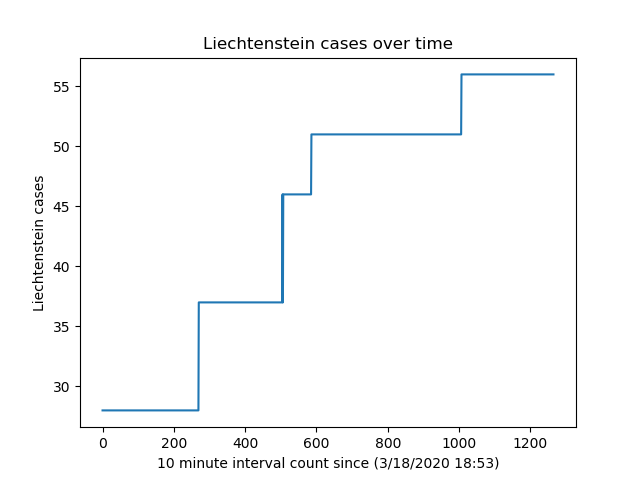 Liechtenstein cases over time
Liechtenstein cases
55
50
45
40
35
30
0 200 400 600 800 1000 1200
10 minute interval count since (3/18/2020 18:53)